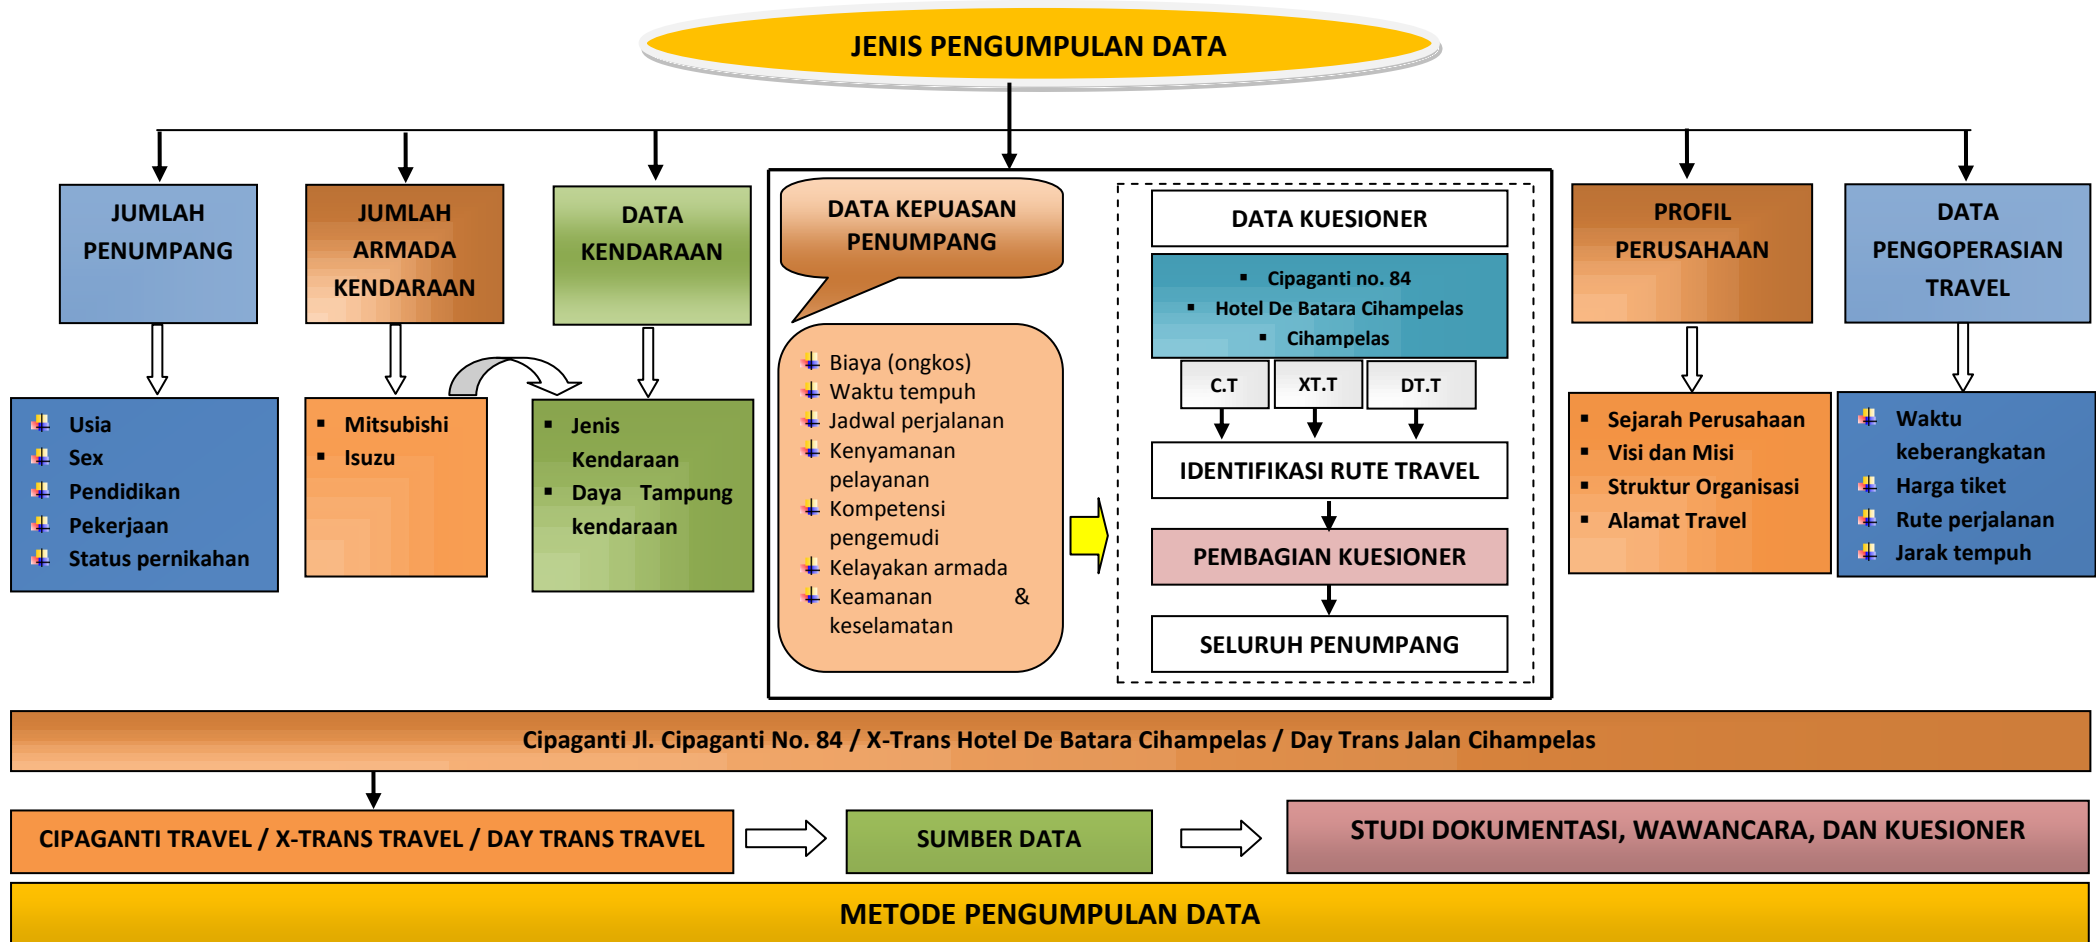 JENIS PENGUMPULAN DATA
JUMLAH
PENUMPANG
JUMLAH
ARMADA
KENDARAAN
DATA
KENDARAAN
DATA KEPUASAN
PENUMPANG
DATA KUESIONER
PROFIL
PERUSAHAAN
DATA
PENGOPERASIAN
TRAVEL
Usia
Sex
Pendidikan
Pekerjaan
Status pernikahan
Mitsubishi
Isuzu
Jenis
Kendaraan
Daya Tampung
kendaraan
Biaya (ongkos)
Waktu tempuh
Jadwal perjalanan
Kenyamanan
pelayanan
Kompetensi
pengemudi
Kelayakan armada
Keamanan &
keselamatan
Cipaganti no. 84
Hotel De Batara Cihampelas
Cihampelas
C.T
XT.T
DT.T
IDENTIFIKASI RUTE TRAVEL
PEMBAGIAN KUESIONER
SELURUH PENUMPANG
Sejarah Perusahaan
Visi dan Misi
Struktur Organisasi
Alamat Travel
Waktu
keberangkatan
Harga tiket
Rute perjalanan
Jarak tempuh
Cipaganti Jl. Cipaganti No. 84 / X-Trans Hotel De Batara Cihampelas / Day Trans Jalan Cihampelas
CIPAGANTI TRAVEL / X-TRANS TRAVEL / DAY TRANS TRAVEL
SUMBER DATA
STUDI DOKUMENTASI, WAWANCARA, DAN KUESIONER
METODE PENGUMPULAN DATA